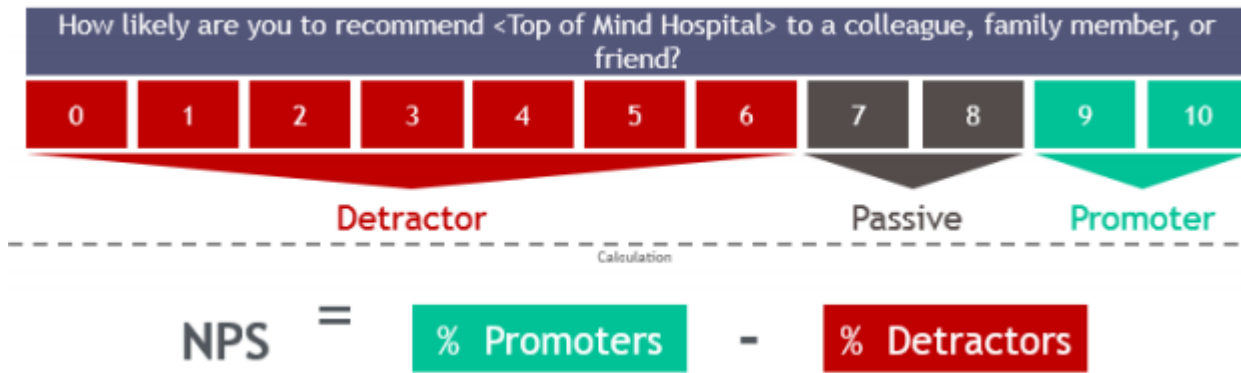 How likely are you to recommend <Top of Mind Hospital> to a colleague, family member, or
friend?
0 1 2 3 4 5 6 7 8 9 10
Detractor Passive Promoter
Calculation
NPS = % Promoters - % Detractors